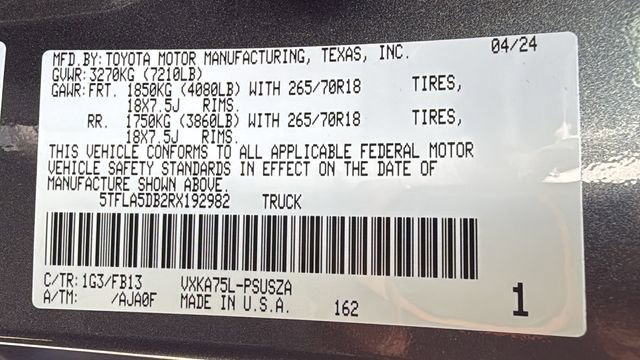 MFD.BY: TOYOTA MOTOR MANUFACTURING, TEXAS, INC. 04/24
GVWR: 3270KG (7210LB)
GAWR: FRT. 1850KG (4080LB) WITH 265/70R18 TIRES,
18X7.5J RIMS.
RR. 1750KG (3860LB) WITH 265/70R18 TIRES,
18X7.5J RIMS.
THIS VEHICLE CONFORMS TO ALL APPLICABLE FEDERAL MOTOR
VEHICLE SAFETY STANDARDS IN EFFECT ON THE DATE OF
MANUFACTURE SHOWN ABOVE.
5TFLA5DB2RX192982 TRUCK
C/TR: 1G3/FB13 VXKA75L-PSUSZA
A/TM: /AJA0F MADE IN U.S.A. 162 1